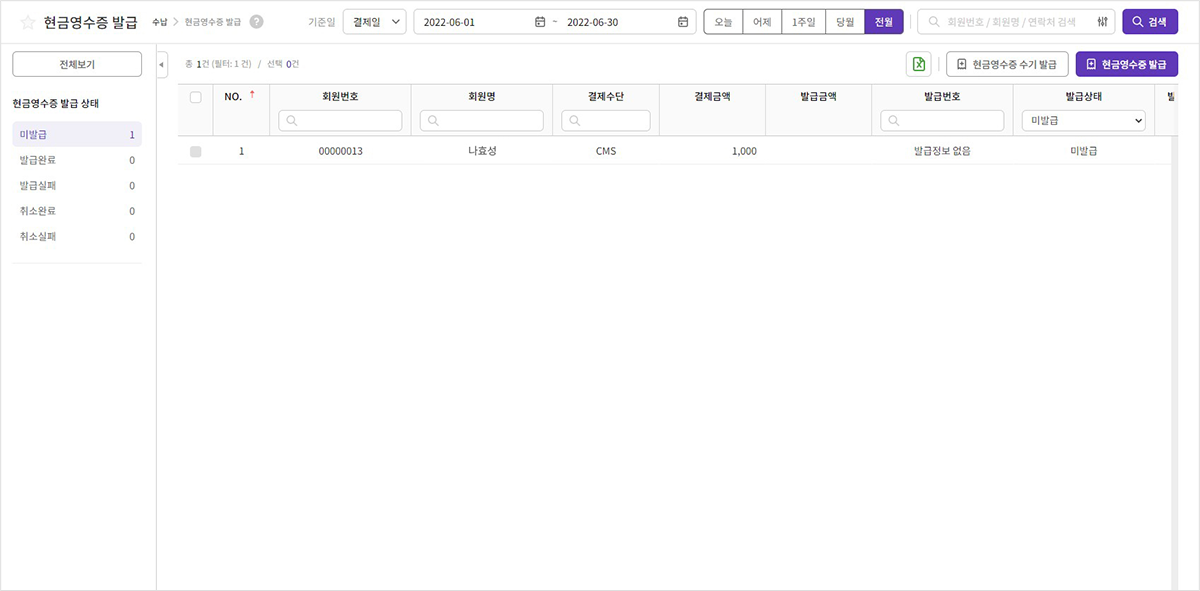 현금영수증 발급 수납 > 현금영수증 발급 ? 기준일 결제일 2022-06-01 ~ 2022-06-30 오늘 어제 1주일 당월 전월 회원번호 / 회원명 / 연락처 검색 검색
전체보기
현금영수증 발급 상태
미발급 1
발급완료 0
발급실패 0
취소완료 0
취소실패 0
총 1건 (필터: 1 건) / 선택 0건 현금영수증 수기 발급 현금영수증 발급
NO. ↑ 회원번호 회원명 결제수단 결제금액 발급금액 발급번호 발급상태
미발급
1 00000013 나효성 CMS 1,000 발급정보 없음 미발급